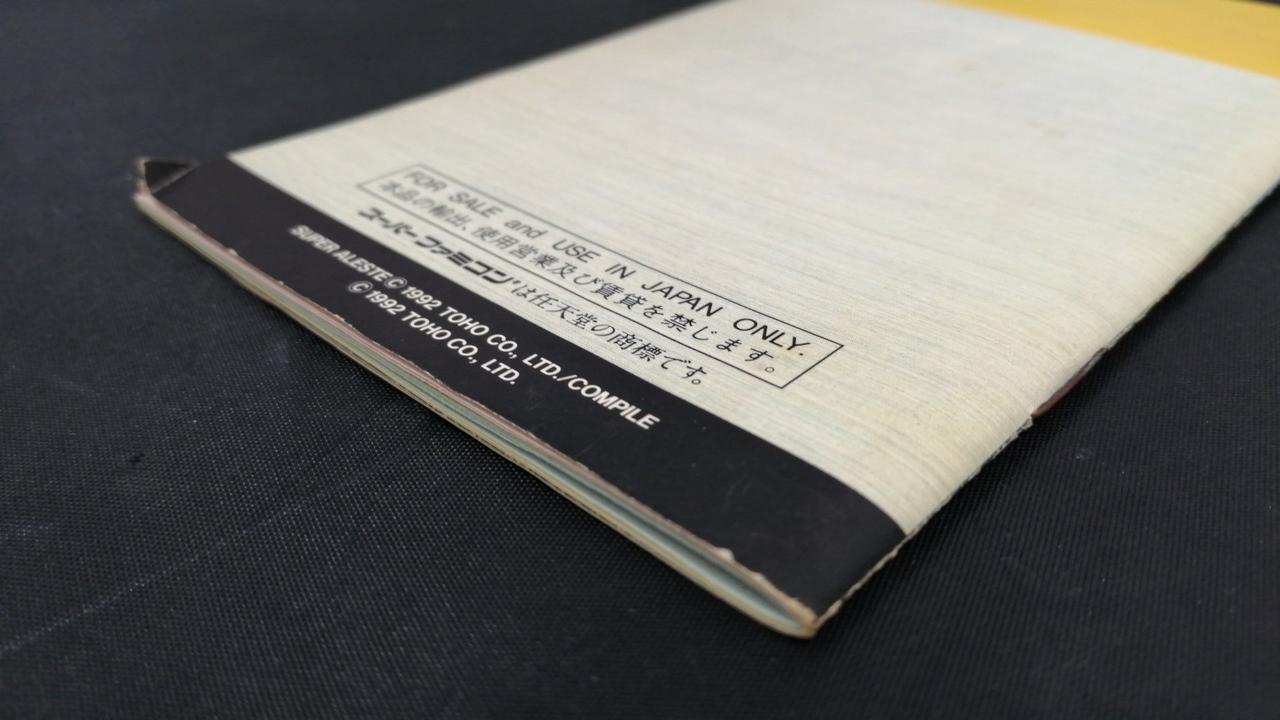 FOR SALE and USE IN JAPAN ONLY.
本品の輸出、使用営業及び賃貸を禁じます。
スーパーファミコン®は任天堂の商標です。
SUPER ALESTE © 1992 TOHO CO., LTD./COMPILE
© 1992 TOHO CO., LTD.